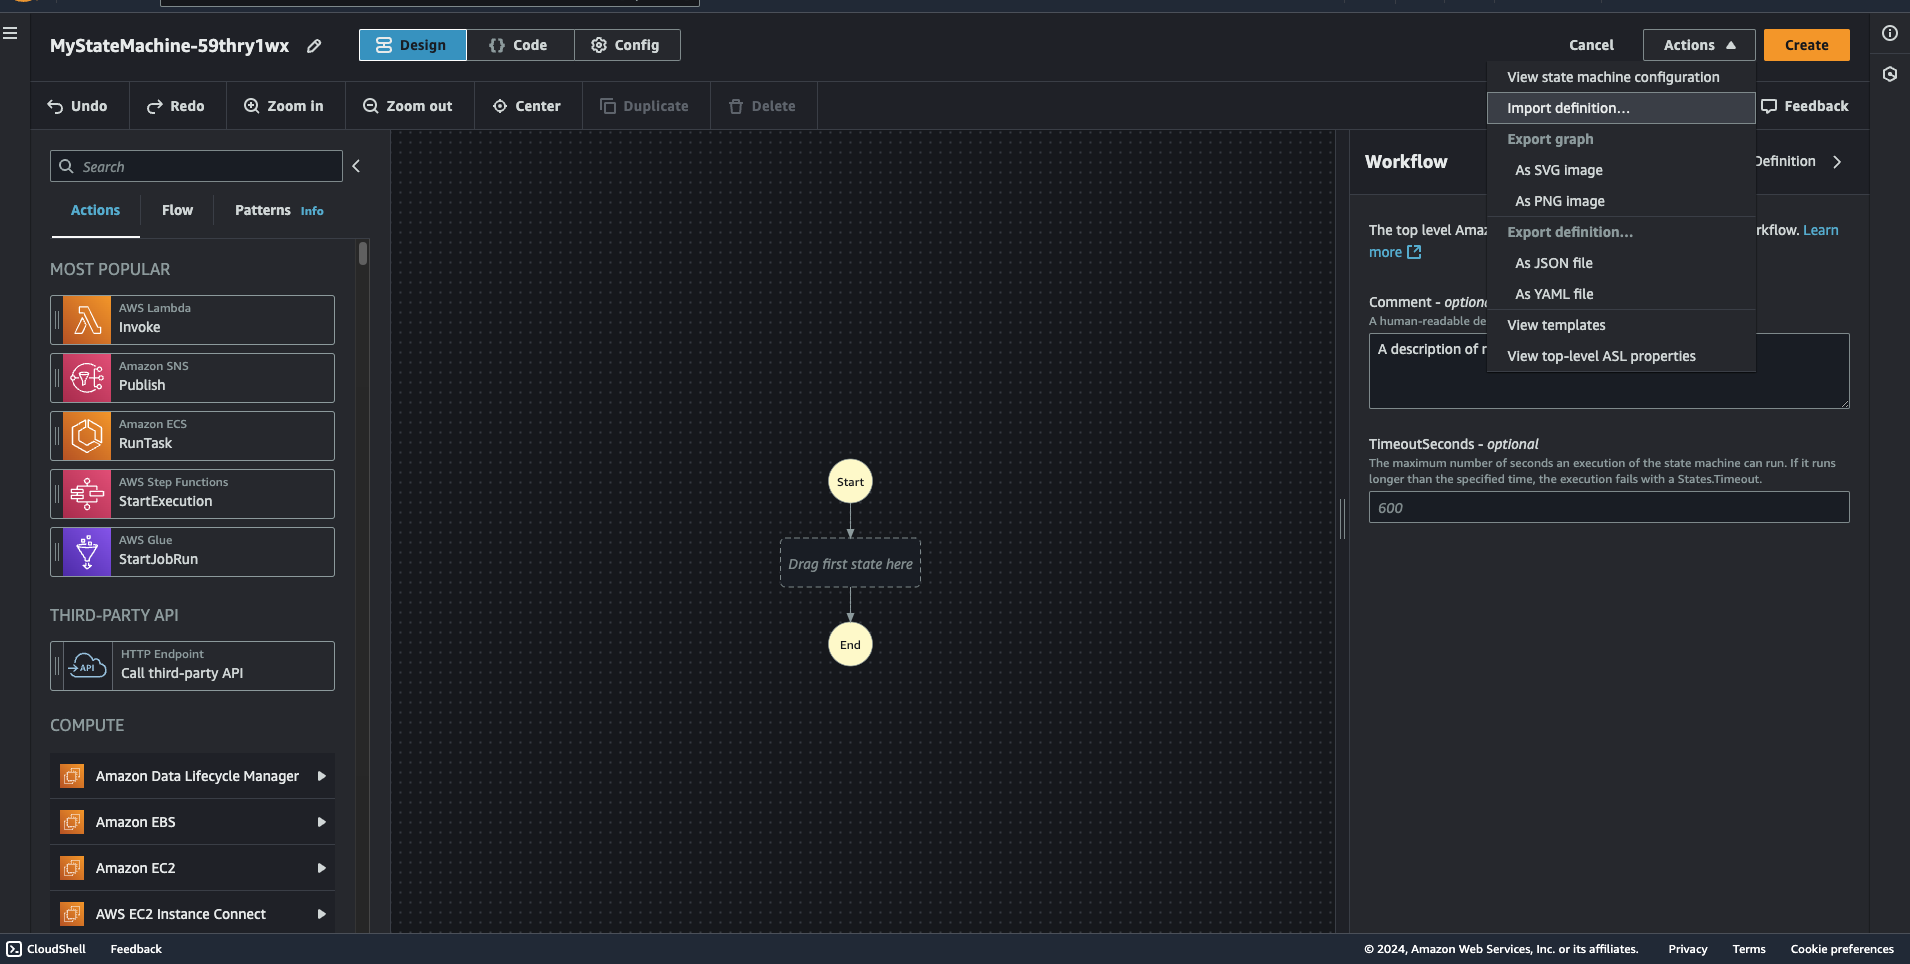 MyStateMachine-59thry1wx
Design
Code
Config
Cancel
Actions
Create
Undo
Redo
Zoom in
Zoom out
Center
Duplicate
Delete
Feedback
View state machine configuration
Import definition...
Export graph
As SVG image
As PNG image
Export definition...
As JSON file
As YAML file
View templates
View top-level ASL properties
Search
Actions
Flow
Patterns Info
MOST POPULAR
AWS Lambda
Invoke
Amazon SNS
Publish
Amazon ECS
RunTask
AWS Step Functions
StartExecution
AWS Glue
StartJobRun
THIRD-PARTY API
API
HTTP Endpoint
Call third-party API
COMPUTE
Amazon Data Lifecycle Manager
Amazon EBS
Amazon EC2
AWS EC2 Instance Connect
Start
Drag first state here
End
Workflow
Definition
The top level Amaz
rkflow. Learn
more
Comment - optiona
A human-readable de
A description of
TimeoutSeconds - optional
The maximum number of seconds an execution of the state machine can run. If it runs
longer than the specified time, the execution fails with a States.Timeout.
600
CloudShell
Feedback
© 2024, Amazon Web Services, Inc. or its affiliates.
Privacy
Terms
Cookie preferences